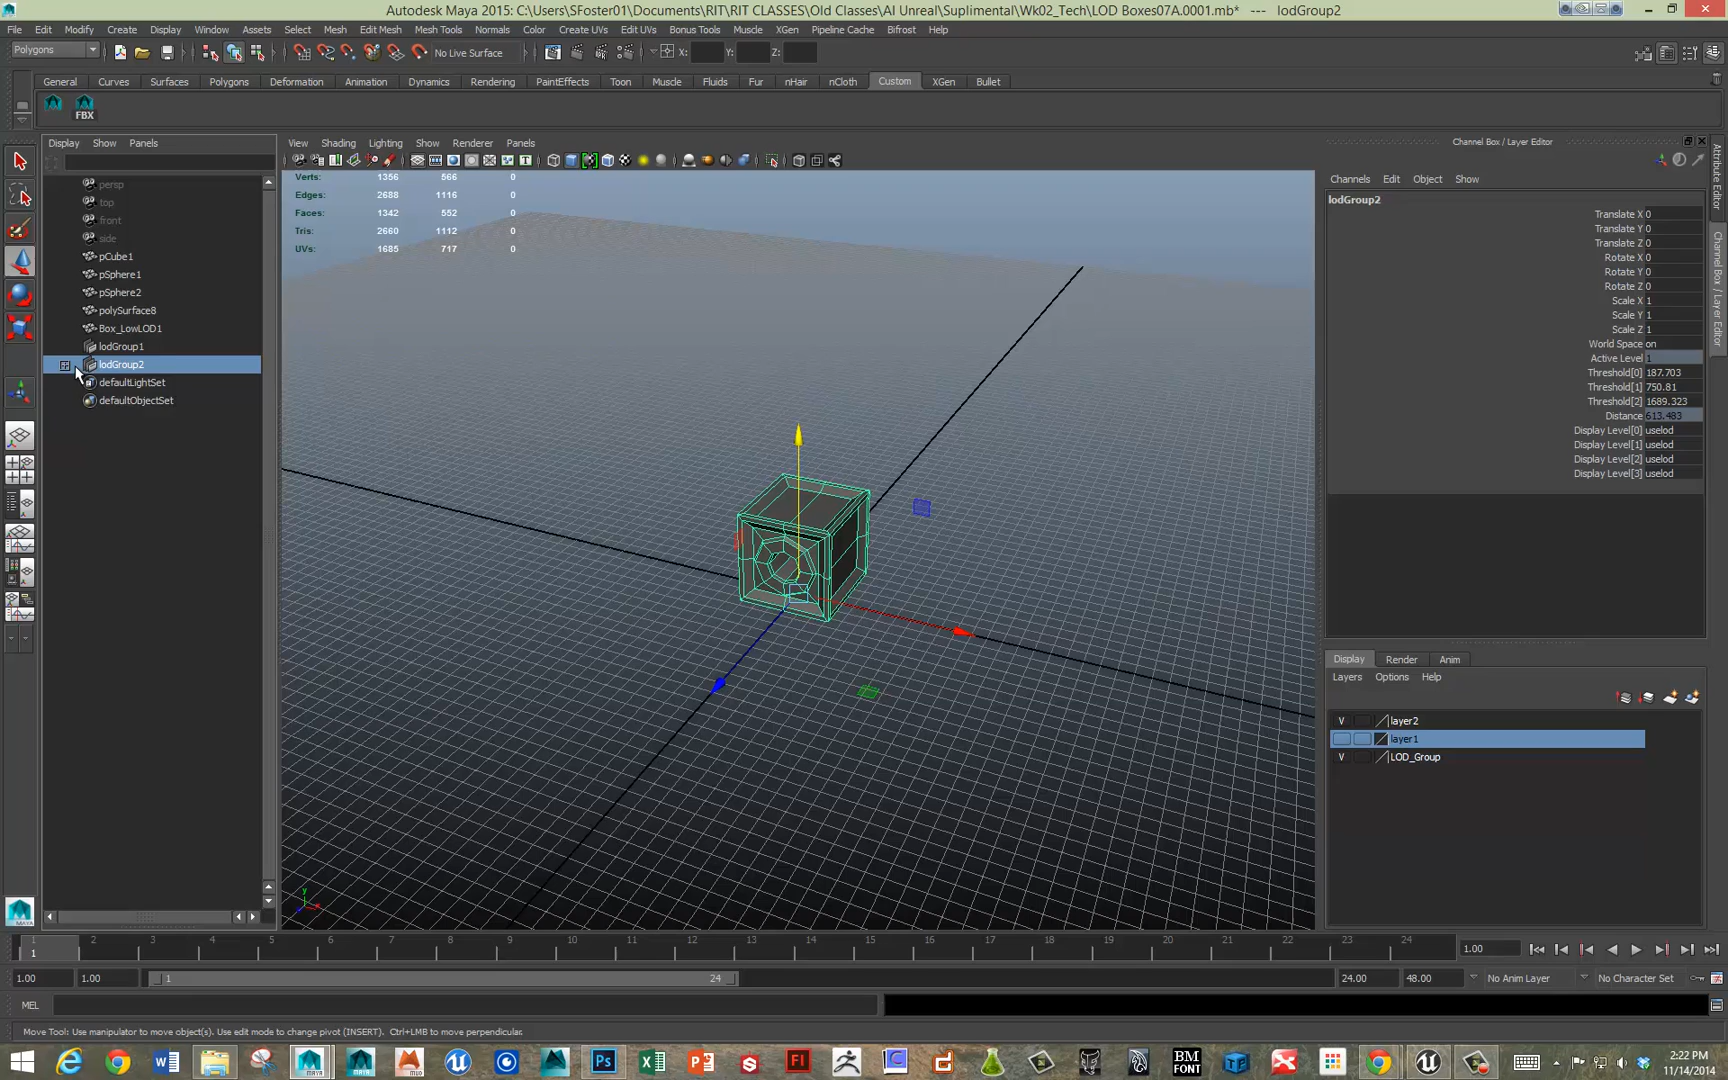 Autodesk Maya 2015: C:\Users\SFoster01\Documents\RIT\RIT CLASSES\Old Classes\AI Unreal\Suplimental\Wk02_Tech\LOD Boxes07A.0001.mb* --- lodGroup2
File Edit Modify Create Display Window Assets Select Mesh Edit Mesh Mesh Tools Normals Color Create UVs Edit UVs Bonus Tools Muscle XGen Pipeline Cache Bifrost Help
Polygons No Live Surface X: Y: Z:
General Curves Surfaces Polygons Deformation Animation Dynamics Rendering PaintEffects Toon Muscle Fluids Fur nHair nCloth Custom XGen Bullet
FBX
Display Show Panels
persp
top
front
side
pCube1
pSphere1
pSphere2
polySurface8
Box_LowLOD1
lodGroup1
lodGroup2
defaultLightSet
defaultObjectSet
View Shading Lighting Show Renderer Panels
Verts: 1356 566 0
Edges: 2688 1116 0
Faces: 1342 552 0
Tris: 2660 1112 0
UVs: 1685 717 0
Channel Box / Layer Editor
Channels Edit Object Show
lodGroup2
Translate X 0
Translate Y 0
Translate Z 0
Rotate X 0
Rotate Y 0
Rotate Z 0
Scale X 1
Scale Y 1
Scale Z 1
World Space on
Active Level 1
Threshold[0] 187.703
Threshold[1] 750.81
Threshold[2] 1689.323
Distance 613.483
Display Level[0] uselod
Display Level[1] uselod
Display Level[2] uselod
Display Level[3] uselod
Attribute Editor
Channel Box / Layer Editor
Display Render Anim
Layers Options Help
V layer2
layer1
V LOD_Group
MAYA
1 2 3 4 5 6 7 8 9 10 11 12 13 14 15 16 17 18 19 20 21 22 23 24
1 1.00
1.00 1.00 1 24 24.00 48.00 No Anim Layer No Character Set
MEL
Move Tool: Use manipulator to move object(s). Use edit mode to change pivot (INSERT). Ctrl+LMB to move perpendicular.
2:22 PM
11/14/2014
BM
FONT